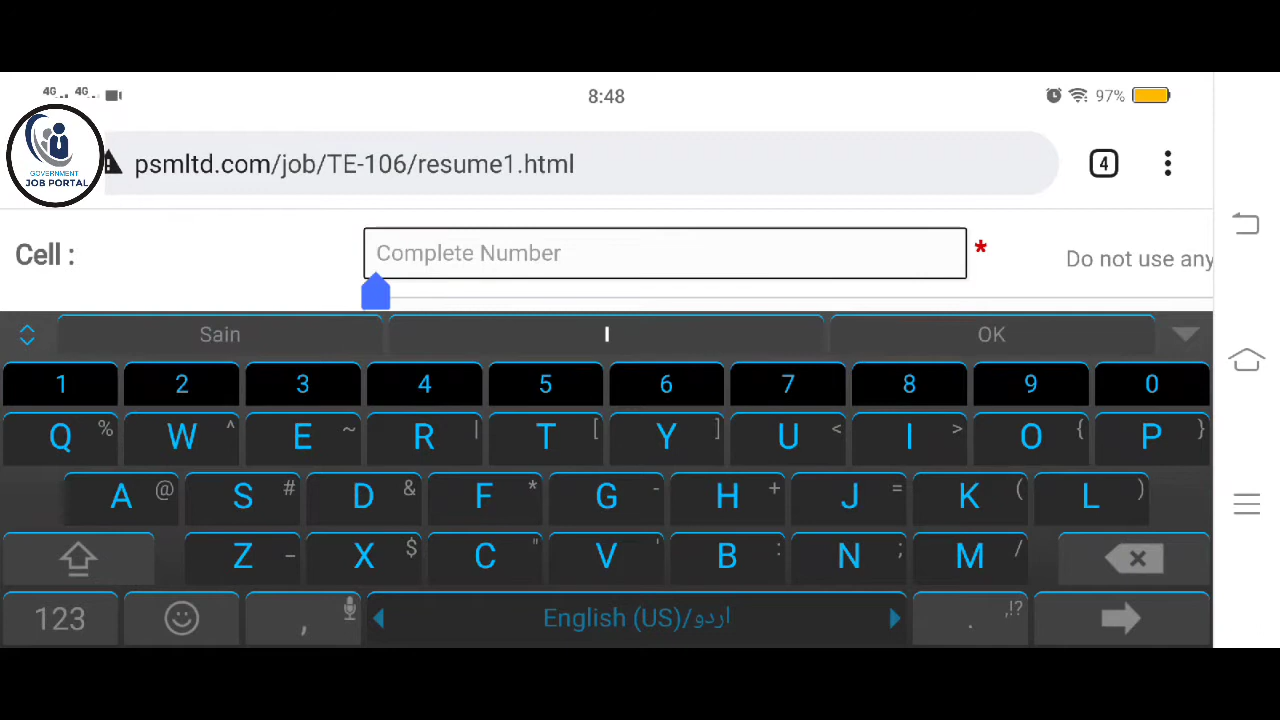 4G 4G 8:48 97%
GOVERNMENT
JOB PORTAL
psmltd.com/job/TE-106/resume1.html 4
Cell : Complete Number * Do not use any
Sain I OK
1 2 3 4 5 6 7 8 9 0
Q % W ^ E ~ R | T [ Y ] U < I > O { P }
A @ S # D & F * G - H + J = K ( L )
Z _ X $ C " V ' B : N ; M /
123 , English (US)/اردو . ,!?